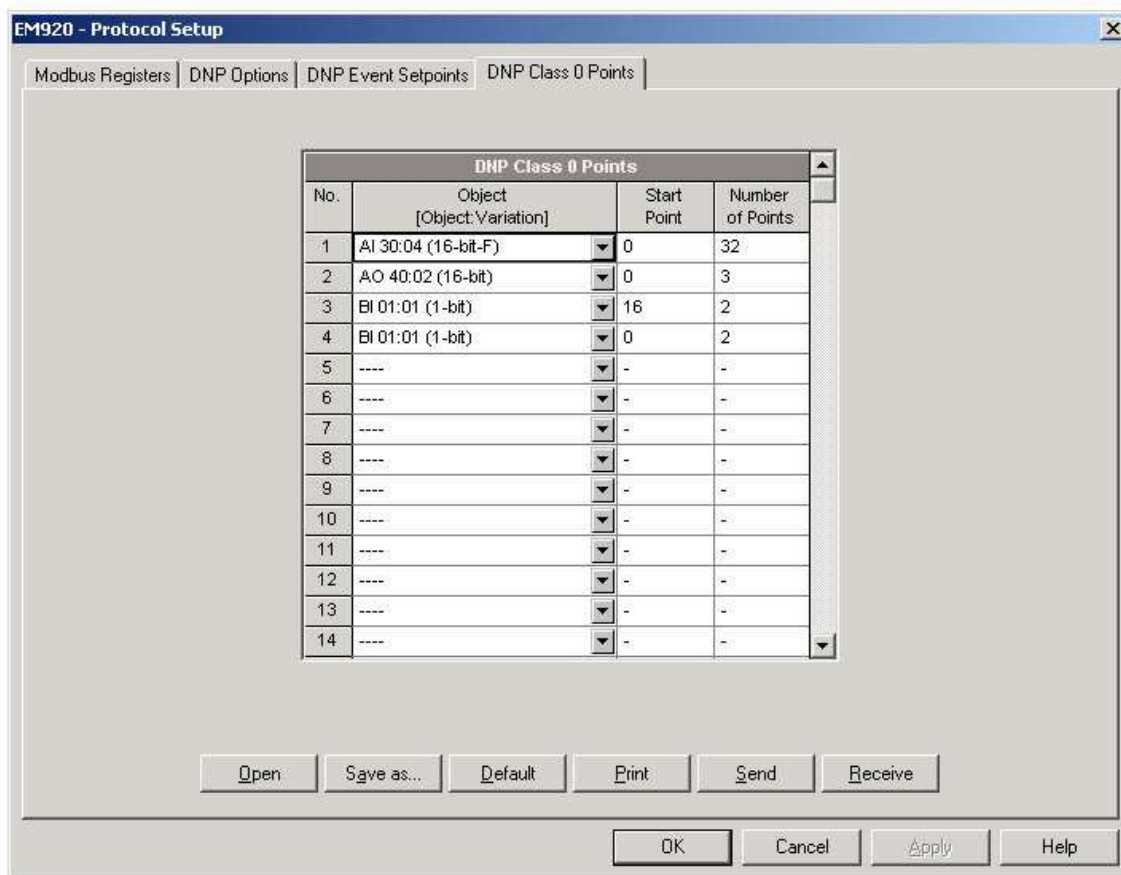 EM920 - Protocol Setup
Modbus Registers DNP Options DNP Event Setpoints DNP Class 0 Points
DNP Class 0 Points
No. Object Start Number
[Object:Variation] Point of Points
1 AI 30:04 (16-bit-F) 0 32
2 AO 40:02 (16-bit) 0 3
3 BI 01:01 (1-bit) 16 2
4 BI 01:01 (1-bit) 0 2
5 ---- - -
6 ---- - -
7 ---- - -
8 ---- - -
9 ---- - -
10 ---- - -
11 ---- - -
12 ---- - -
13 ---- - -
14 ---- - -
Open Save as... Default Print Send Receive
OK Cancel Apply Help